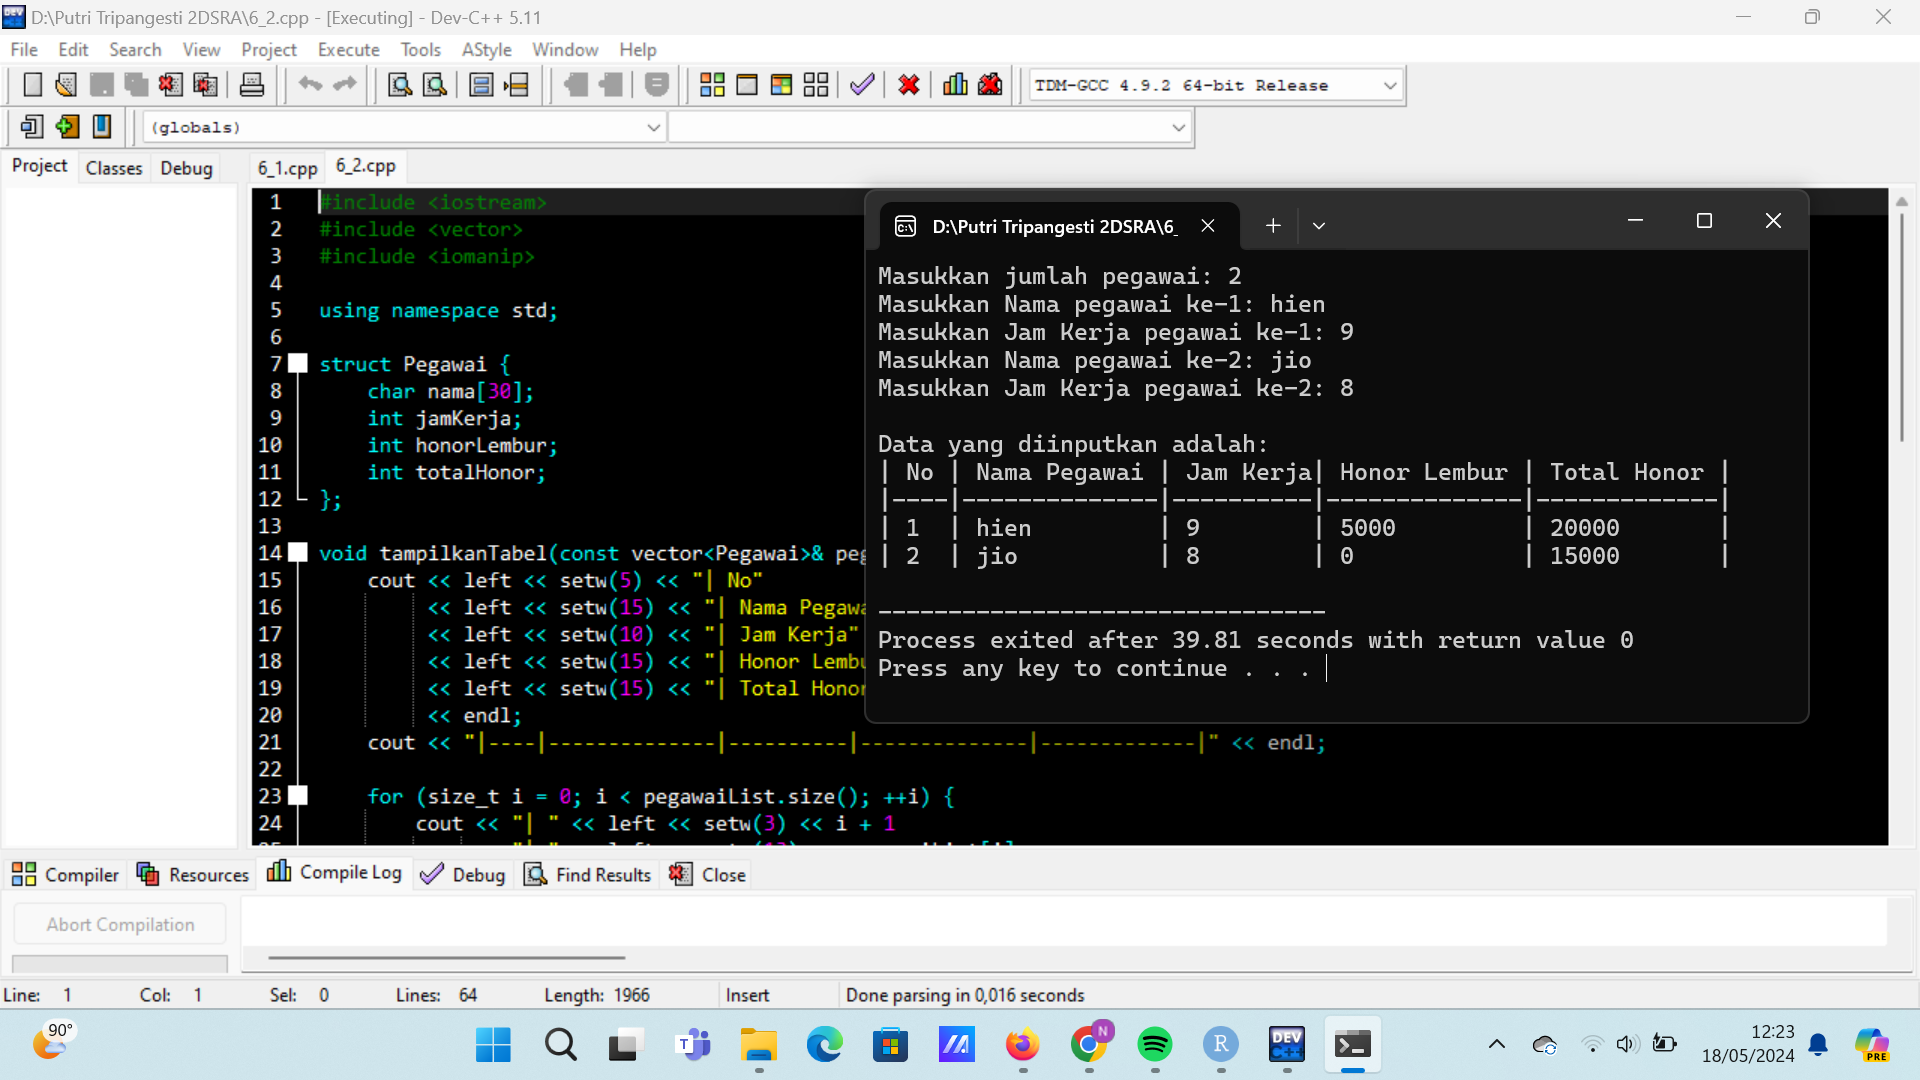 D:\Putri Tripangesti 2DSRA\6_2.cpp - [Executing] - Dev-C++ 5.11
File Edit Search View Project Execute Tools AStyle Window Help
TDM-GCC 4.9.2 64-bit Release
(globals)
Project Classes Debug
6_1.cpp 6_2.cpp
1 #include <iostream>
2 #include <vector>
3 #include <iomanip>
4
5 using namespace std;
6
7 struct Pegawai {
8 char nama[30];
9 int jamKerja;
10 int honorLembur;
11 int totalHonor;
12 };
13
14 void tampilkanTabel(const vector<Pegawai>& peg
15 cout << left << setw(5) << "| No"
16 << left << setw(15) << "| Nama Pegawa
17 << left << setw(10) << "| Jam Kerja"
18 << left << setw(15) << "| Honor Lembu
19 << left << setw(15) << "| Total Honor
20 << endl;
21 cout << "|----|--------------|----------|--------------|-------------|" << endl;
22
23 for (size_t i = 0; i < pegawaiList.size(); ++i) {
24 cout << "| " << left << setw(3) << i + 1
D:\Putri Tripangesti 2DSRA\6_
Masukkan jumlah pegawai: 2
Masukkan Nama pegawai ke-1: hien
Masukkan Jam Kerja pegawai ke-1: 9
Masukkan Nama pegawai ke-2: jio
Masukkan Jam Kerja pegawai ke-2: 8
Data yang diinputkan adalah:
| No | Nama Pegawai | Jam Kerja| Honor Lembur | Total Honor |
|----|--------------|----------|--------------|-------------|
| 1 | hien | 9 | 5000 | 20000 |
| 2 | jio | 8 | 0 | 15000 |
--------------------------------
Process exited after 39.81 seconds with return value 0
Press any key to continue . . .
Compiler Resources Compile Log Debug Find Results Close
Abort Compilation
Line: 1 Col: 1 Sel: 0 Lines: 64 Length: 1966 Insert Done parsing in 0,016 seconds
90°
N
T
R
DEV
C++
12:23
18/05/2024
PRE